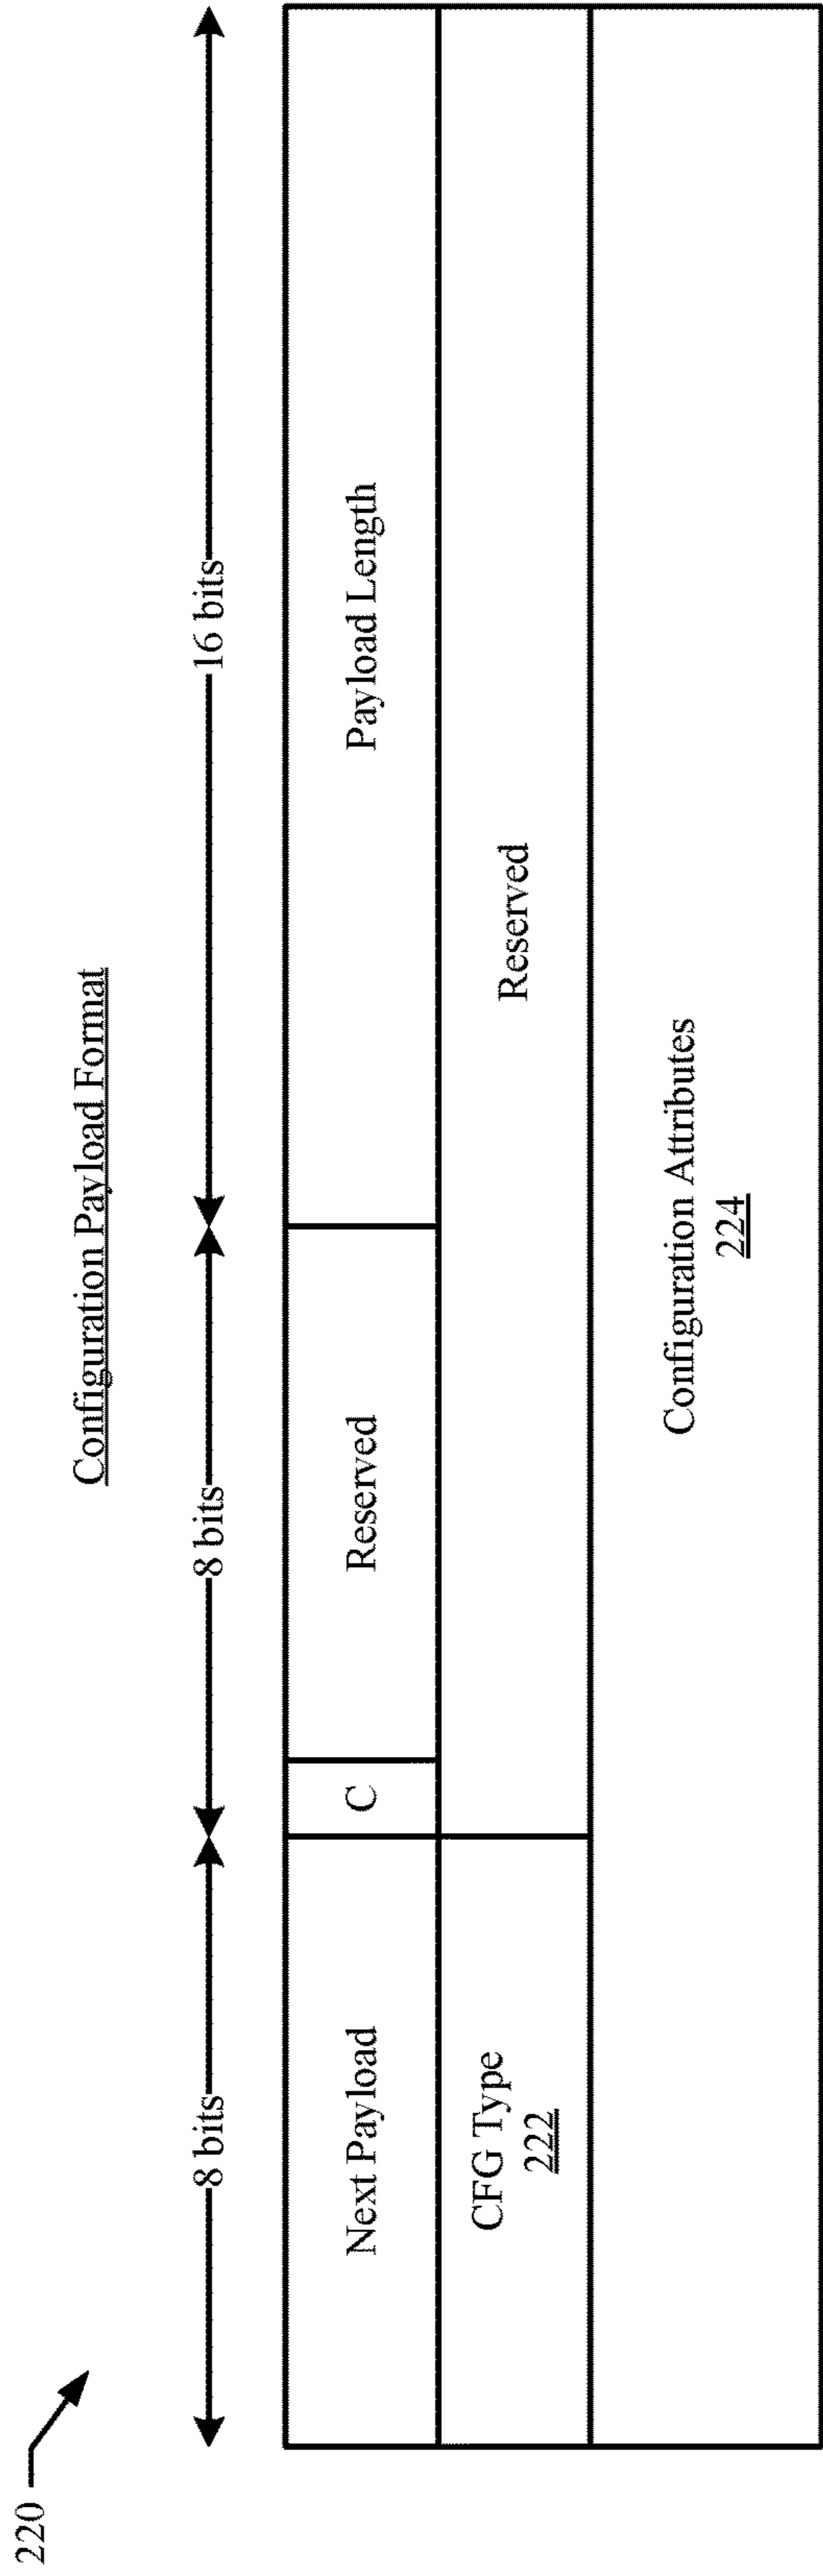 220
Configuration Payload Format
8 bits
8 bits
16 bits
Next Payload
C
Reserved
Payload Length
CFG Type
222
Reserved
Configuration Attributes
224